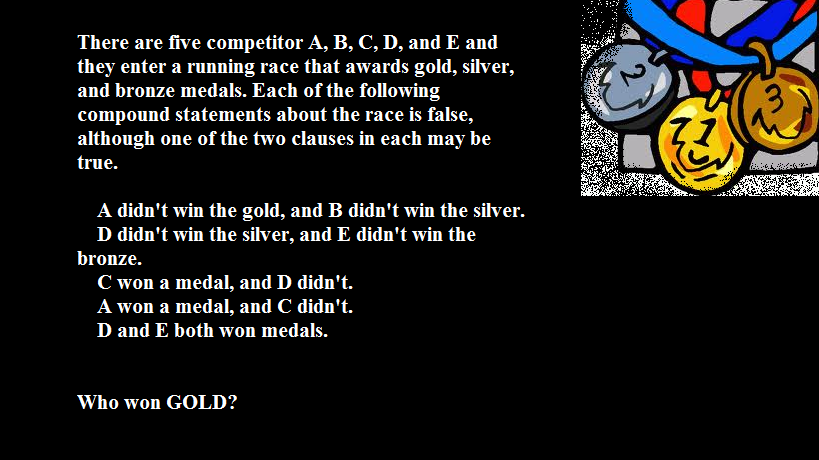 There are five competitor A, B, C, D, and E and
they enter a running race that awards gold, silver,
and bronze medals. Each of the following
compound statements about the race is false,
although one of the two clauses in each may be
true.
A didn't win the gold, and B didn't win the silver.
D didn't win the silver, and E didn't win the
bronze.
C won a medal, and D didn't.
A won a medal, and C didn't.
D and E both won medals.
Who won GOLD?
2
1
3